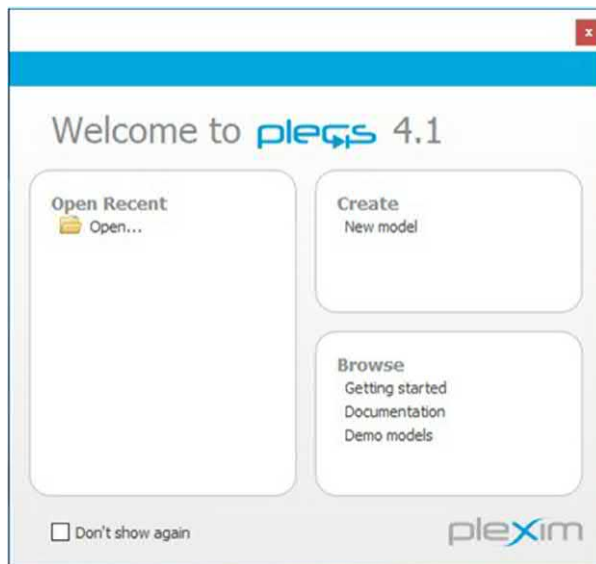 x
Welcome to plecs 4.1
Open Recent
Open...
Create
New model
Browse
Getting started
Documentation
Demo models
Don't show again
plexim